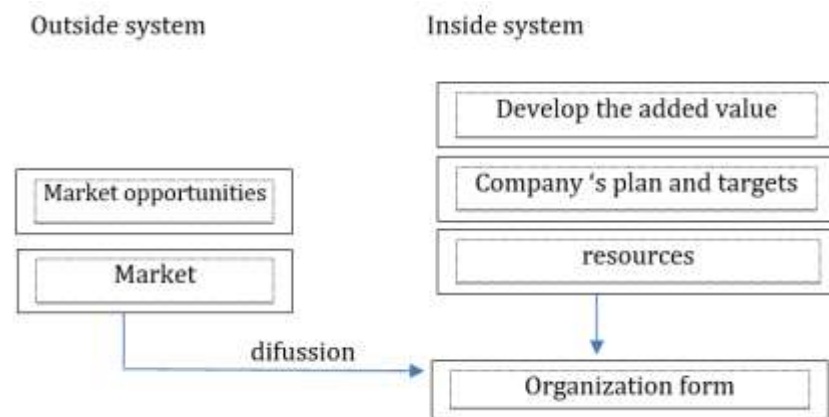 Outside system
Inside system
Develop the added value
Market opportunities
Company ‘s plan and targets
Market
resources
difussion
Organization form